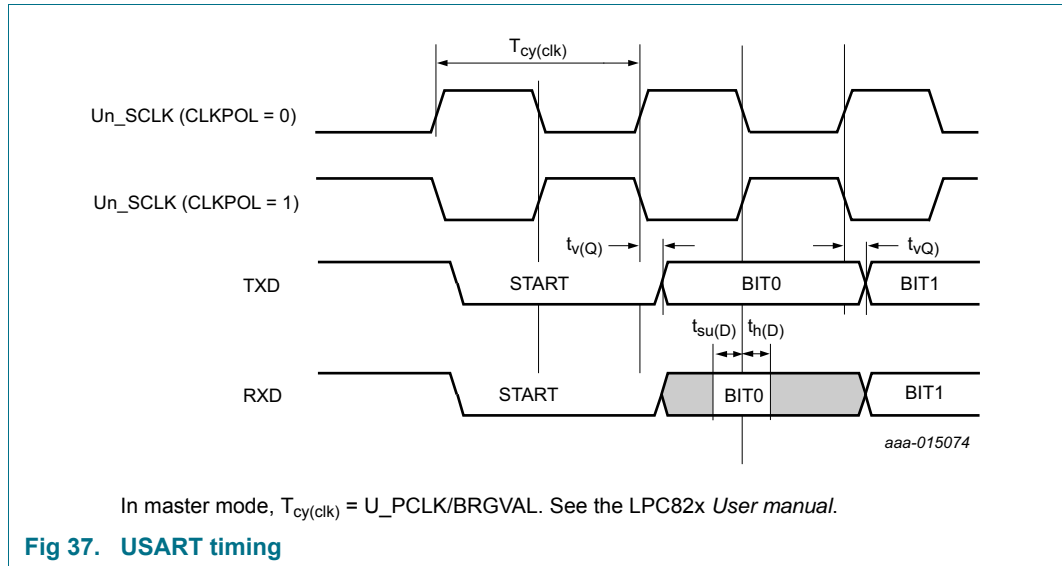 Tcy(clk)
Un_SCLK (CLKPOL = 0)
Un_SCLK (CLKPOL = 1)
tv(Q)
tvQ)
TXD
START
BIT0
BIT1
tsu(D)
th(D)
RXD
START
BIT0
BIT1
aaa-015074
In master mode, Tcy(clk) = U_PCLK/BRGVAL. See the LPC82x User manual.
Fig 37. USART timing